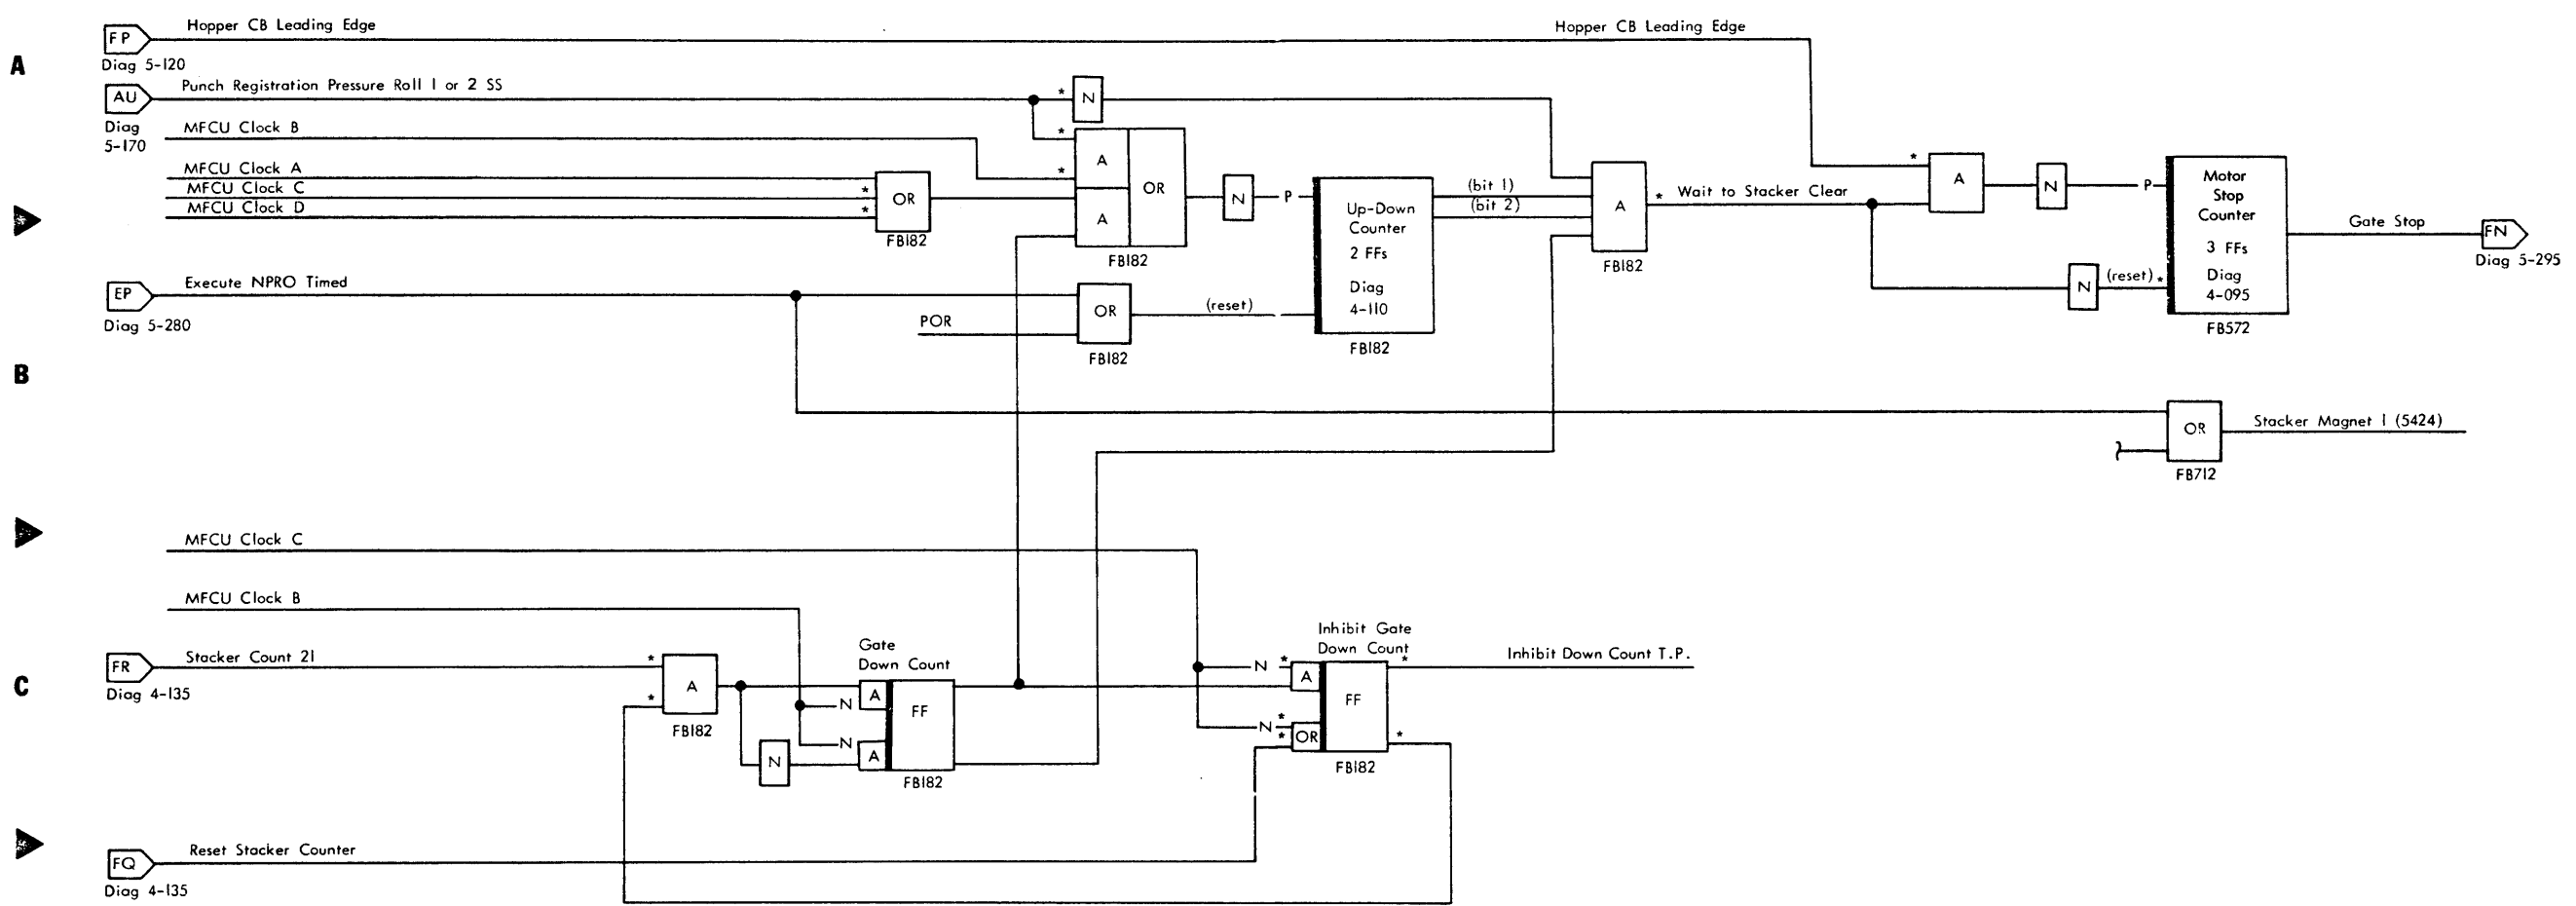 FP Hopper CB Leading Edge Hopper CB Leading Edge
Diag 5-120
A
AU Punch Registration Pressure Roll 1 or 2 SS * N
Diag
5-170
MFCU Clock B *
MFCU Clock A
MFCU Clock C *
MFCU Clock D *
OR
FB182
*
A
A
OR
FB182
N P
Up-Down
Counter
2 FFs
Diag
4-110
FB182
(bit 1)
(bit 2)
A
FB182
* Wait to Stacker Clear
*
A
N P
Motor
Stop
Counter
3 FFs
Diag
4-095
FB572
N (reset) *
Gate Stop FN
Diag 5-295
EP Execute NPRO Timed
Diag 5-280
POR
OR
FB182
(reset)
B
OR
FB712
Stacker Magnet 1 (5424)
MFCU Clock C
MFCU Clock B
C
FR Stacker Count 21 *
Diag 4-135
*
A
FB182
N
Gate
Down Count
N A
N A
FF
FB182
Inhibit Gate
Down Count
N * A
N * OR
*
FF
FB182
*
*
Inhibit Down Count T.P.
FQ Reset Stacker Counter
Diag 4-135